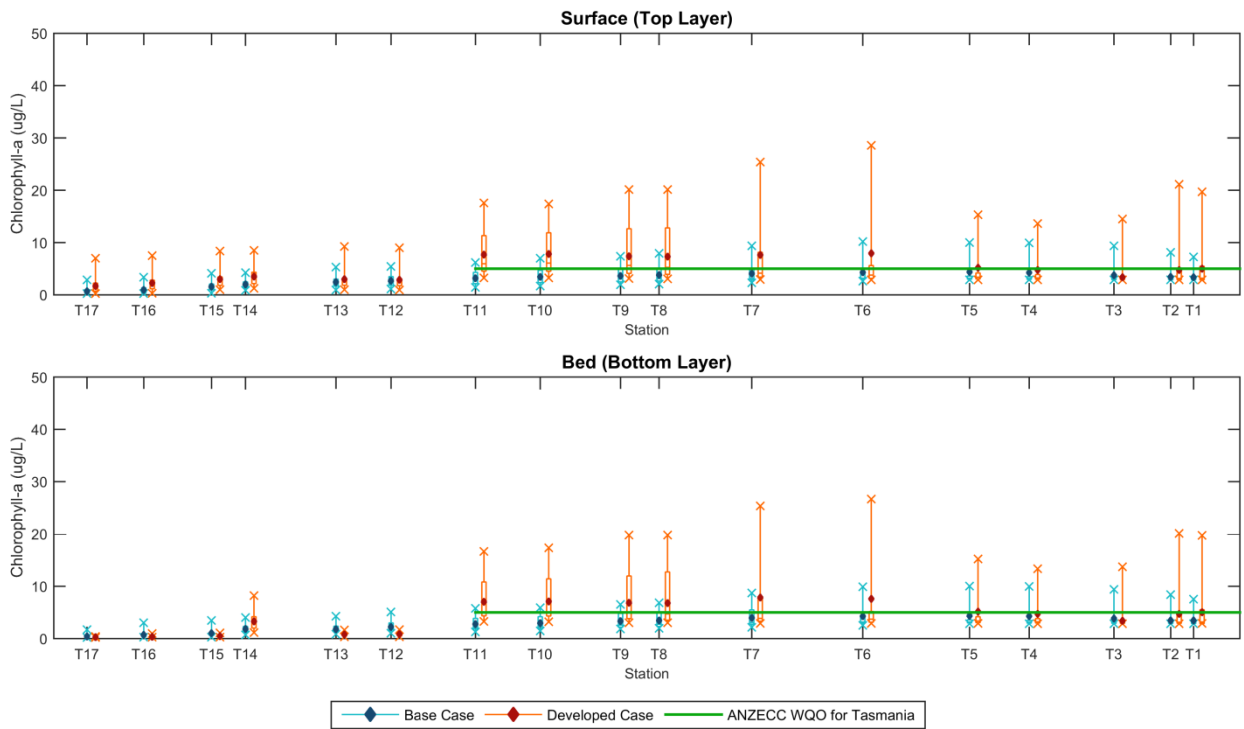 Surface (Top Layer)
50
40
30
20
10
0
Chlorophyll-a (ug/L)
T17 T16 T15 T14 T13 T12 T11 T10 T9 T8 T7 T6 T5 T4 T3 T2 T1
Station
Bed (Bottom Layer)
50
40
30
20
10
0
Chlorophyll-a (ug/L)
T17 T16 T15 T14 T13 T12 T11 T10 T9 T8 T7 T6 T5 T4 T3 T2 T1
Station
Base Case Developed Case ANZECC WQO for Tasmania